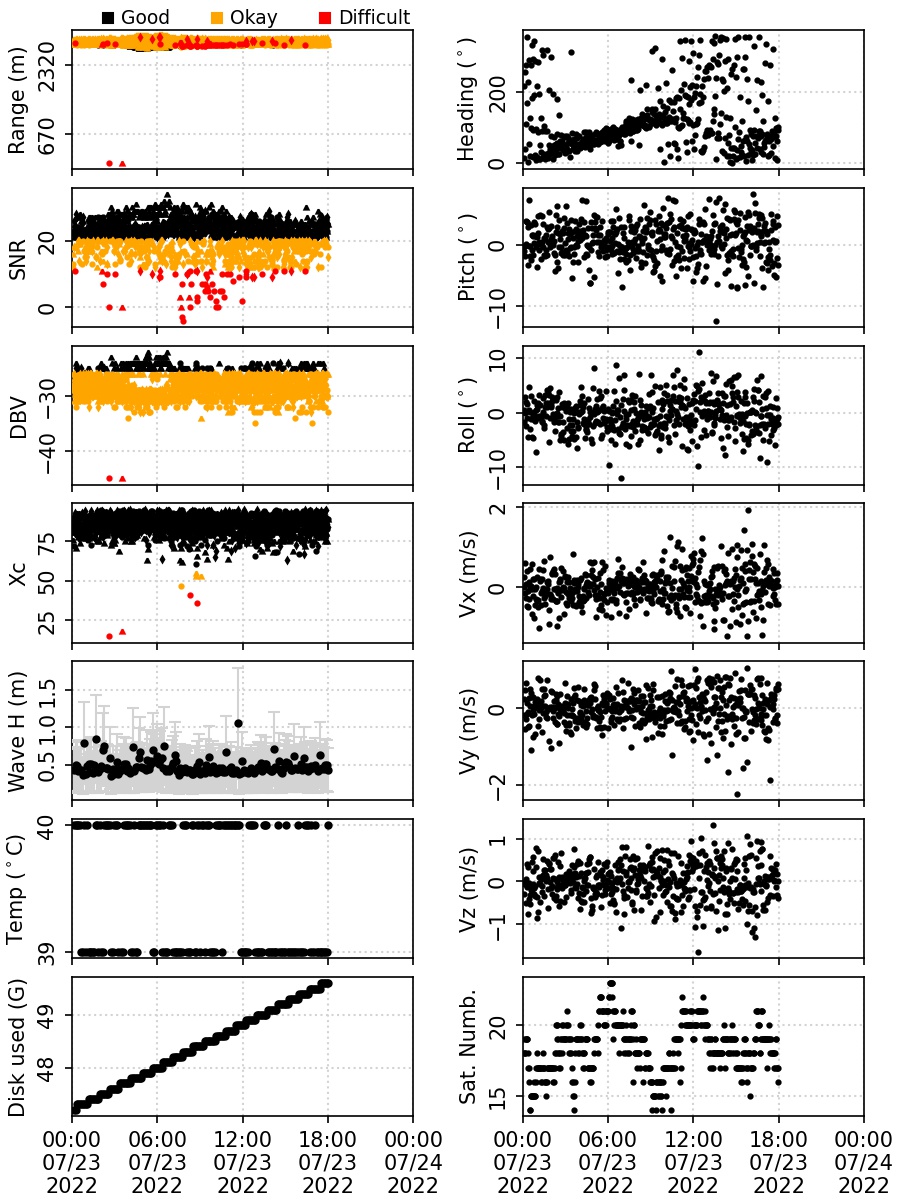 Good Okay Difficult
Range (m)
2320
670
Heading (°)
200
0
SNR
20
0
Pitch (°)
0
−10
DBV
−30
−40
Roll (°)
10
0
−10
Xc
75
50
25
Vx (m/s)
2
0
Wave H (m)
1.5
1.0
0.5
Vy (m/s)
0
−2
Temp (°C)
40
39
Vz (m/s)
1
0
−1
Disk used (G)
49
48
Sat. Numb.
20
15
00:00 06:00 12:00 18:00 00:00
07/23 07/23 07/23 07/23 07/24
2022 2022 2022 2022 2022
00:00 06:00 12:00 18:00 00:00
07/23 07/23 07/23 07/23 07/24
2022 2022 2022 2022 2022